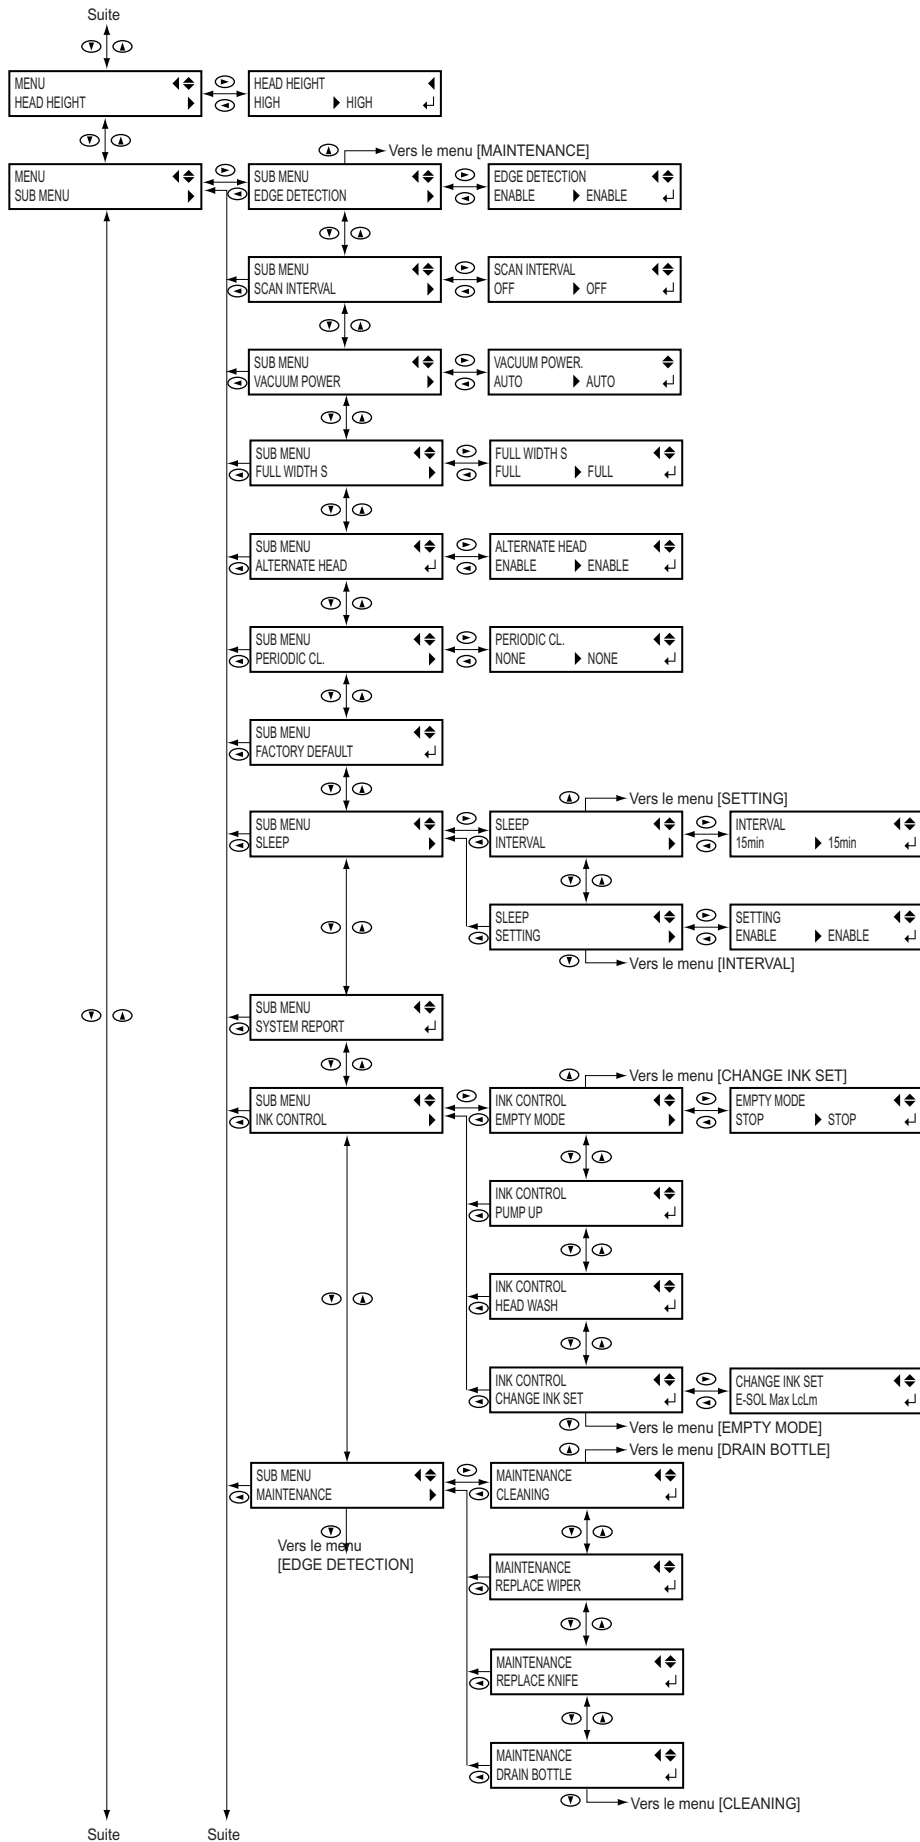 Suite
MENU
HEAD HEIGHT
HEAD HEIGHT
HIGH HIGH
Vers le menu [MAINTENANCE]
MENU
SUB MENU
SUB MENU
EDGE DETECTION
EDGE DETECTION
ENABLE ENABLE
SUB MENU
SCAN INTERVAL
SCAN INTERVAL
OFF OFF
SUB MENU
VACUUM POWER
VACUUM POWER.
AUTO AUTO
SUB MENU
FULL WIDTH S
FULL WIDTH S
FULL FULL
SUB MENU
ALTERNATE HEAD
ALTERNATE HEAD
ENABLE ENABLE
SUB MENU
PERIODIC CL.
PERIODIC CL.
NONE NONE
SUB MENU
FACTORY DEFAULT
Vers le menu [SETTING]
SUB MENU
SLEEP
SLEEP
INTERVAL
INTERVAL
15min 15min
SLEEP
SETTING
SETTING
ENABLE ENABLE
Vers le menu [INTERVAL]
SUB MENU
SYSTEM REPORT
Vers le menu [CHANGE INK SET]
SUB MENU
INK CONTROL
INK CONTROL
EMPTY MODE
EMPTY MODE
STOP STOP
INK CONTROL
PUMP UP
INK CONTROL
HEAD WASH
INK CONTROL
CHANGE INK SET
CHANGE INK SET
E-SOL Max LcLm
Vers le menu [EMPTY MODE]
Vers le menu [DRAIN BOTTLE]
SUB MENU
MAINTENANCE
MAINTENANCE
CLEANING
Vers le menu
[EDGE DETECTION]
MAINTENANCE
REPLACE WIPER
MAINTENANCE
REPLACE KNIFE
MAINTENANCE
DRAIN BOTTLE
Vers le menu [CLEANING]
Suite Suite